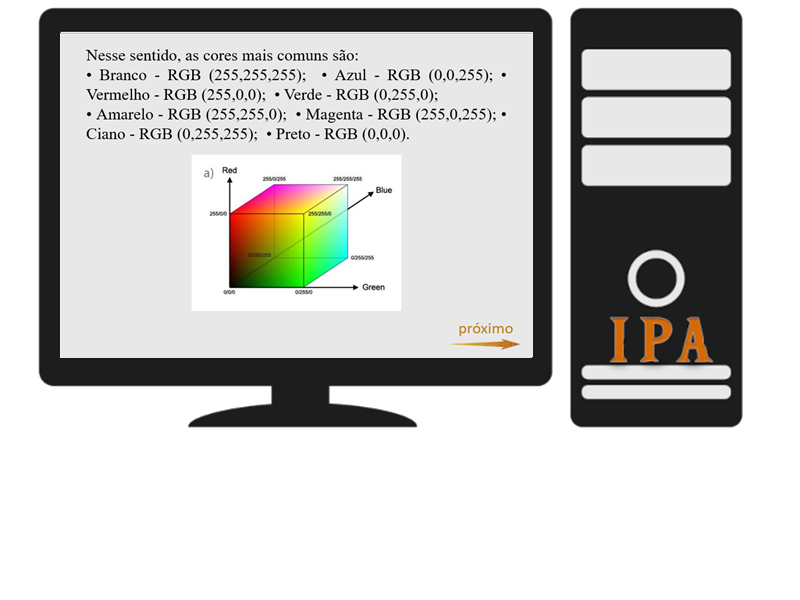 Nesse sentido, as cores mais comuns são:
• Branco - RGB (255,255,255); • Azul - RGB (0,0,255); •
Vermelho - RGB (255,0,0); • Verde - RGB (0,255,0);
• Amarelo - RGB (255,255,0); • Magenta - RGB (255,0,255); •
Ciano - RGB (0,255,255); • Preto - RGB (0,0,0).
a) Red
255/0/255 255/255/255
Blue
255/0/0 255/255/0
0/255/255
0/0/0 0/255/0
Green
próximo
IPA